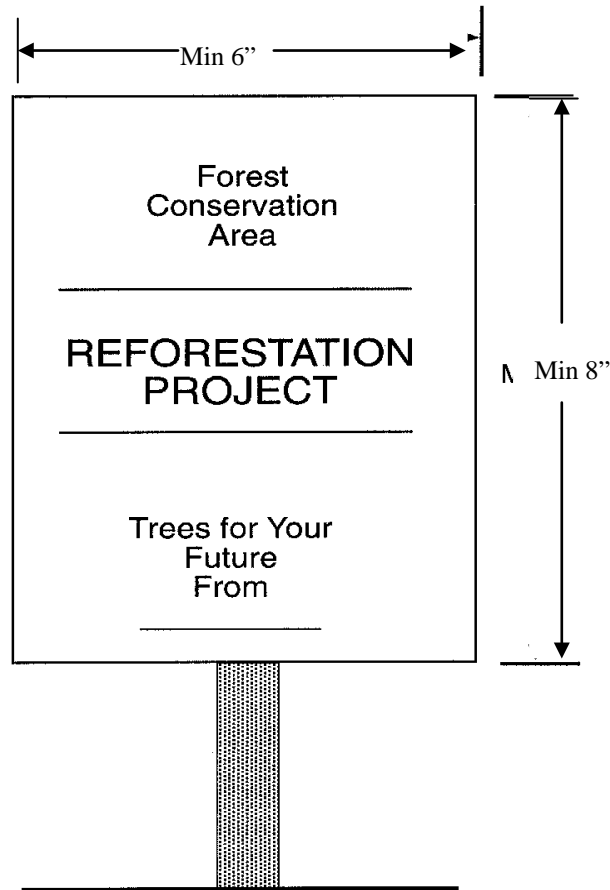 Min 6”
Forest
Conservation
Area
REFORESTATION
PROJECT
Min 8”
Trees for Your
Future
From